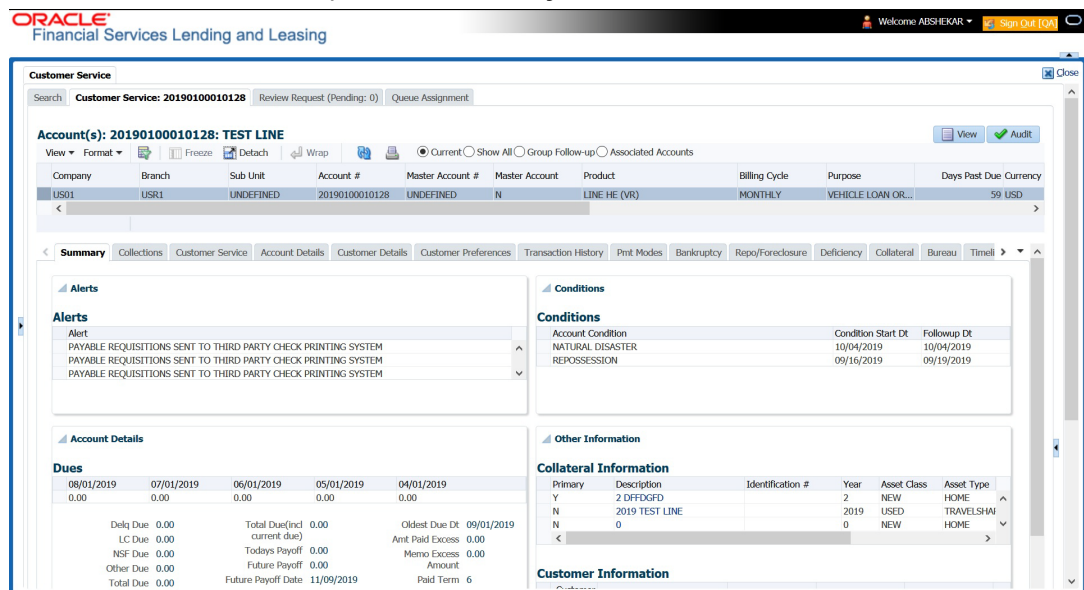 ORACLE
Financial Services Lending and Leasing
Welcome ABSHEKAR
Sign Out [QA]
Customer Service
Close
Search Customer Service: 20190100010128 Review Request (Pending: 0) Queue Assignment
Account(s): 20190100010128: TEST LINE
View Audit
View Format Freeze Detach Wrap Current Show All Group Follow-up Associated Accounts
Company Branch Sub Unit Account # Master Account # Master Account Product Billing Cycle Purpose Days Past Due Currency
US01 USR1 UNDEFINED 20190100010128 UNDEFINED N LINE HE (VR) MONTHLY VEHICLE LOAN OR... 59 USD
Summary Collections Customer Service Account Details Customer Details Customer Preferences Transaction History Pmt Modes Bankruptcy Repo/Foreclosure Deficiency Collateral Bureau Timeli
Alerts
Alerts
Alert
PAYABLE REQUISITIONS SENT TO THIRD PARTY CHECK PRINTING SYSTEM
PAYABLE REQUISITIONS SENT TO THIRD PARTY CHECK PRINTING SYSTEM
PAYABLE REQUISITIONS SENT TO THIRD PARTY CHECK PRINTING SYSTEM
Conditions
Conditions
Account Condition Condition Start Dt Followup Dt
NATURAL DISASTER 10/04/2019 10/04/2019
REPOSSESSION 09/16/2019 09/19/2019
Account Details
Dues
08/01/2019 07/01/2019 06/01/2019 05/01/2019 04/01/2019
0.00 0.00 0.00 0.00 0.00
Delq Due 0.00
LC Due 0.00
NSF Due 0.00
Other Due 0.00
Total Due 0.00
Total Due(incl current due) 0.00
Todays Payoff 0.00
Future Payoff 0.00
Future Payoff Date 11/09/2019
Oldest Due Dt 09/01/2019
Amt Paid Excess 0.00
Memo Excess Amount 0.00
Paid Term 6
Other Information
Collateral Information
Primary Description Identification # Year Asset Class Asset Type
Y 2 DFFDGFD 2 NEW HOME
N 2019 TEST LINE 2019 USED TRAVELSHAI
N 0 0 NEW HOME
Customer Information
Customer